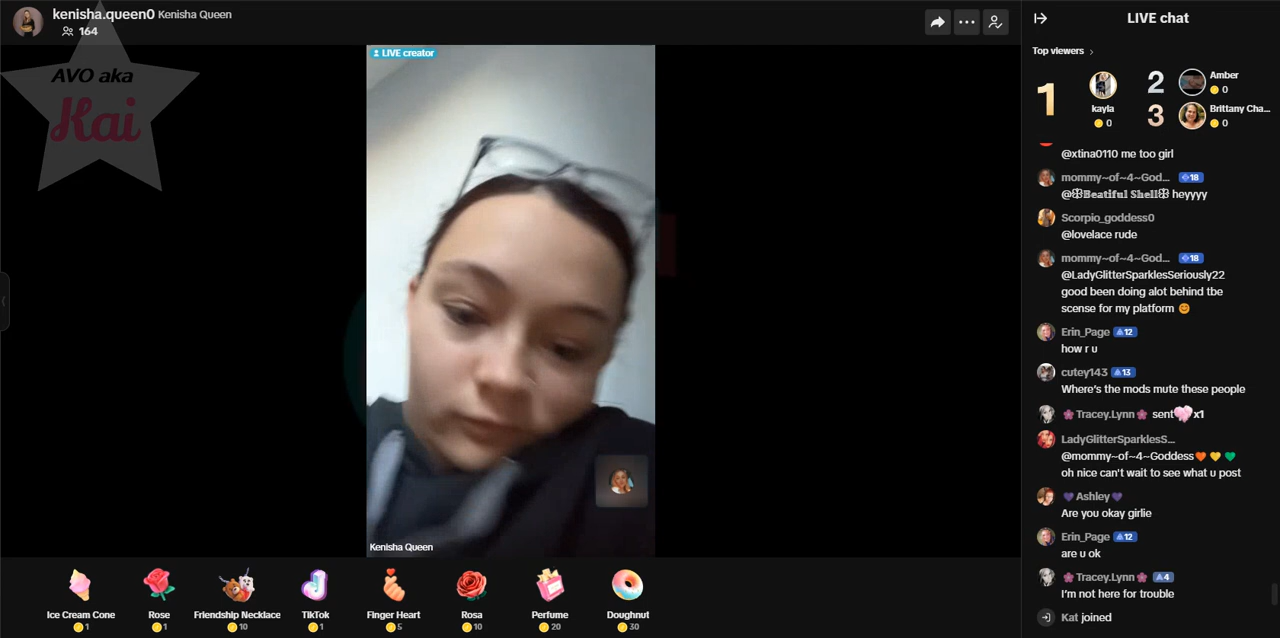 kenisha.queen0 Kenisha Queen
164
AVO aka
Kai
LIVE creator
Kenisha Queen
Ice Cream Cone
1
Rose
1
Friendship Necklace
10
TikTok
1
Finger Heart
5
Rosa
10
Perfume
20
Doughnut
30
LIVE chat
Top viewers
1
kayla
0
2
Amber
0
3
Brittany Cha...
0
@xtina0110 me too girl
mommy~of~4~God... 18
@ꕥ𝔹𝕖𝕒𝕥𝕚𝕗𝕦𝕝 𝕊𝕙𝕖𝕝𝕝ꕥ heyyyy
Scorpio_goddess0
@lovelace rude
mommy~of~4~God... 18
@LadyGlitterSparklesSeriously22
good been doing alot behind tbe
scense for my platform 😊
Erin_Page 12
how r u
cutey143 13
Where's the mods mute these people
🌸Tracey.Lynn🌸 sent x1
LadyGlitterSparklesS...
@mommy~of~4~Goddess🧡 💛 💚
oh nice can't wait to see what u post
💜Ashley💜
Are you okay girlie
Erin_Page 12
are u ok
🌸Tracey.Lynn🌸 4
I'm not here for trouble
Kat joined